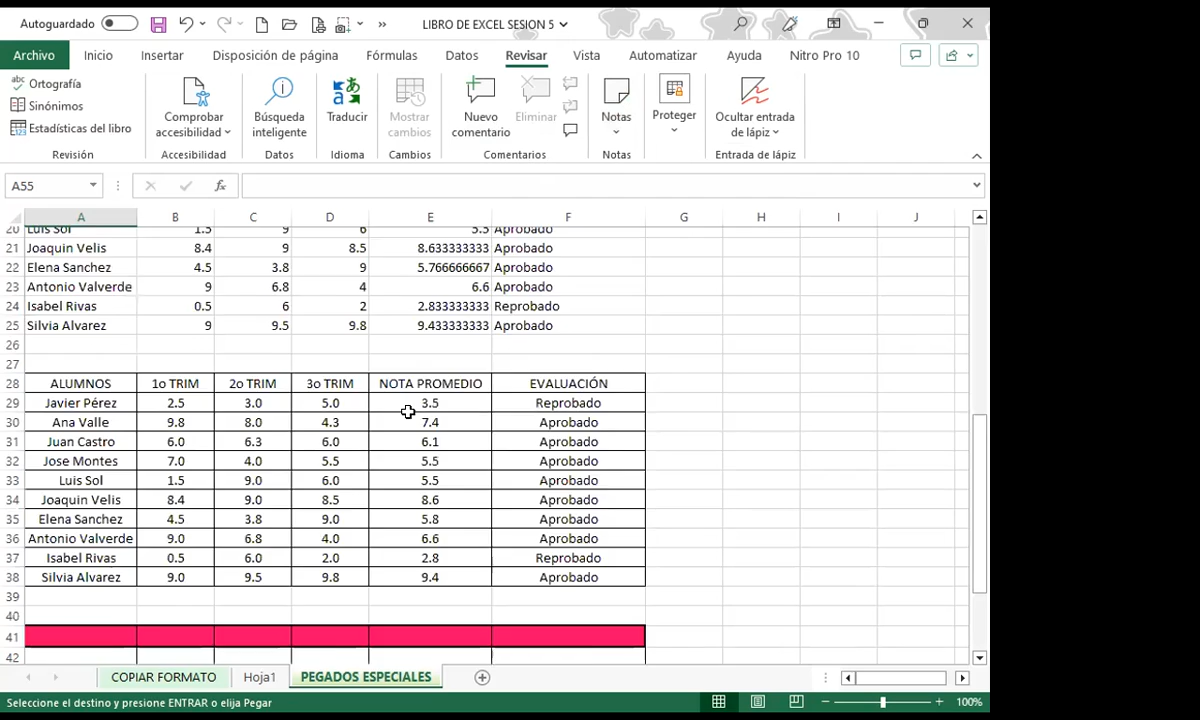 Autoguardado LIBRO DE EXCEL SESION 5
Archivo Inicio Insertar Disposición de página Fórmulas Datos Revisar Vista Automatizar Ayuda Nitro Pro 10
abc Ortografía
Sinónimos
Estadísticas del libro
Revisión
Comprobar
accesibilidad
Accesibilidad
Búsqueda
inteligente
Datos
Traducir
Idioma
Mostrar
cambios
Cambios
Nuevo
comentario
Eliminar
Comentarios
Notas
Notas
Proteger
Ocultar entrada
de lápiz
Entrada de lápiz
A55 fx
A B C D E F G H I J
20 Luis Sol 1.5 9 6 5.5 Aprobado
21 Joaquin Velis 8.4 9 8.5 8.633333333 Aprobado
22 Elena Sanchez 4.5 3.8 9 5.766666667 Aprobado
23 Antonio Valverde 9 6.8 4 6.6 Aprobado
24 Isabel Rivas 0.5 6 2 2.833333333 Reprobado
25 Silvia Alvarez 9 9.5 9.8 9.433333333 Aprobado
26
27
28 ALUMNOS 1o TRIM 2o TRIM 3o TRIM NOTA PROMEDIO EVALUACIÓN
29 Javier Pérez 2.5 3.0 5.0 3.5 Reprobado
30 Ana Valle 9.8 8.0 4.3 7.4 Aprobado
31 Juan Castro 6.0 6.3 6.0 6.1 Aprobado
32 Jose Montes 7.0 4.0 5.5 5.5 Aprobado
33 Luis Sol 1.5 9.0 6.0 5.5 Aprobado
34 Joaquin Velis 8.4 9.0 8.5 8.6 Aprobado
35 Elena Sanchez 4.5 3.8 9.0 5.8 Aprobado
36 Antonio Valverde 9.0 6.8 4.0 6.6 Aprobado
37 Isabel Rivas 0.5 6.0 2.0 2.8 Reprobado
38 Silvia Alvarez 9.0 9.5 9.8 9.4 Aprobado
39
40
41
42
COPIAR FORMATO Hoja1 PEGADOS ESPECIALES
Seleccione el destino y presione ENTRAR o elija Pegar 100%